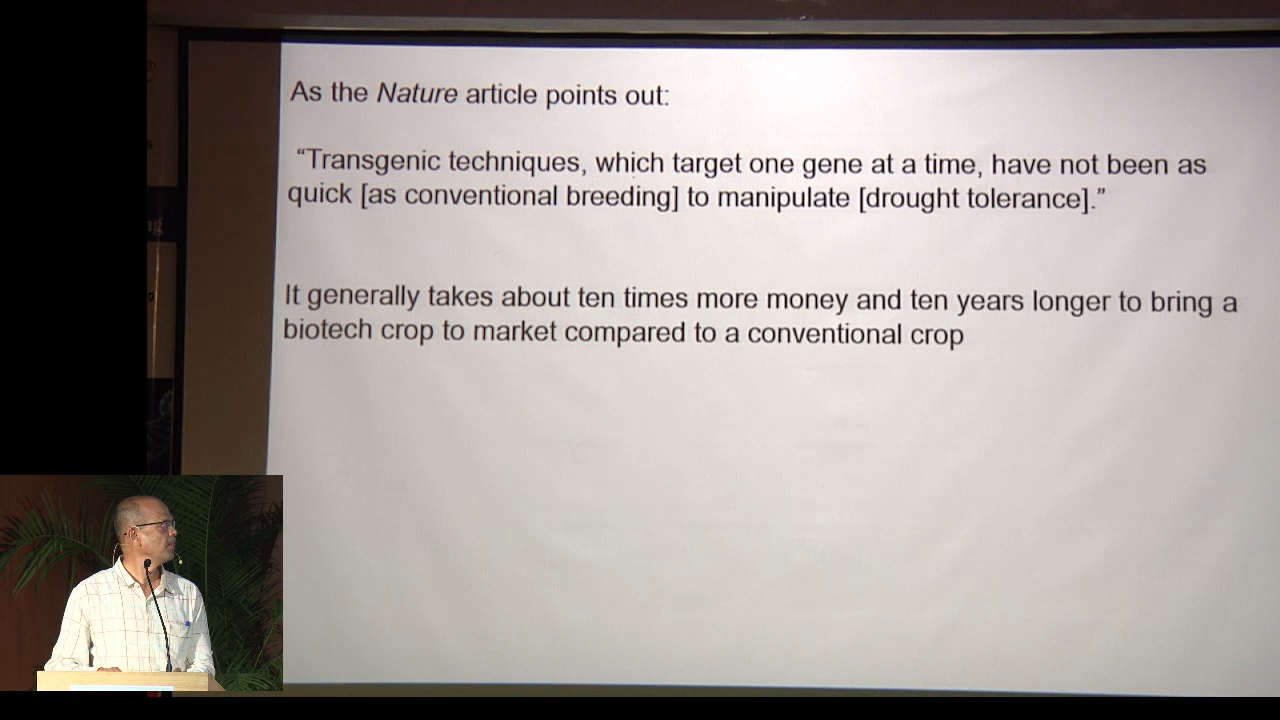 As the Nature article points out:
“Transgenic techniques, which target one gene at a time, have not been as
quick [as conventional breeding] to manipulate [drought tolerance].”
It generally takes about ten times more money and ten years longer to bring a
biotech crop to market compared to a conventional crop